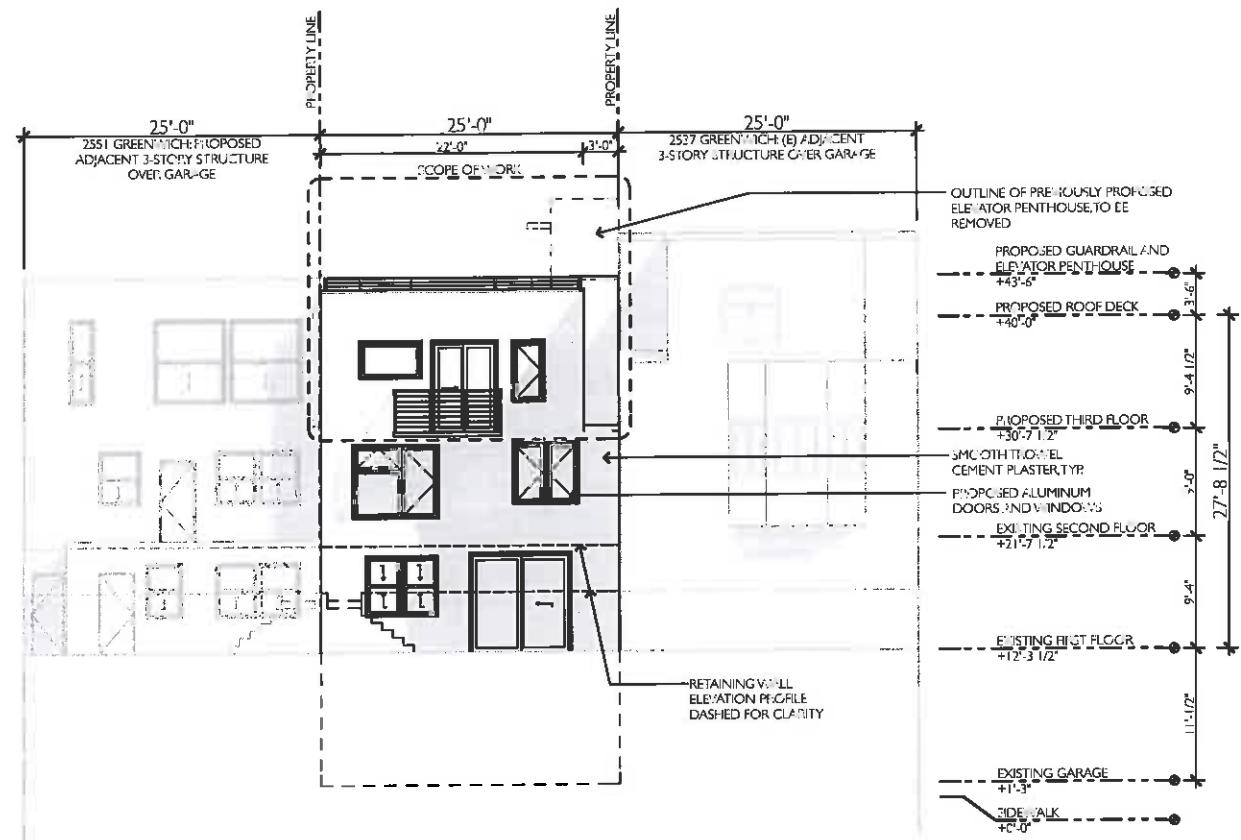 PROPERTY LINE
PROPERTY LINE
25'-0"
25'-0"
25'-0"
2551 GREENWICH: PROPOSED
ADJACENT 3-STORY STRUCTURE
OVER GARAGE
22'-0"
3'-0"
2537 GREENWICH: (E) ADJACENT
3-STORY STRUCTURE OVER GARAGE
SCOPE OF WORK
OUTLINE OF PREVIOUSLY PROPOSED
ELEVATOR PENTHOUSE, TO BE
REMOVED
PROPOSED GUARDRAIL AND
ELEVATOR PENTHOUSE
+43'-6"
3'-6"
PROPOSED ROOF DECK
+40'-0"
9'-4 1/2"
PROPOSED THIRD FLOOR
+30'-7 1/2"
SMOOTH TROWEL
CEMENT PLASTER, TYP.
PROPOSED ALUMINUM
DOORS AND WINDOWS
27'-8 1/2"
EXISTING SECOND FLOOR
+21'-7 1/2"
9'-4"
EXISTING FIRST FLOOR
+12'-3 1/2"
RETAINING WALL
ELEVATION PROFILE
DASHED FOR CLARITY
11'-1/2"
EXISTING GARAGE
+1'-3"
SIDEWALK
+0'-0"